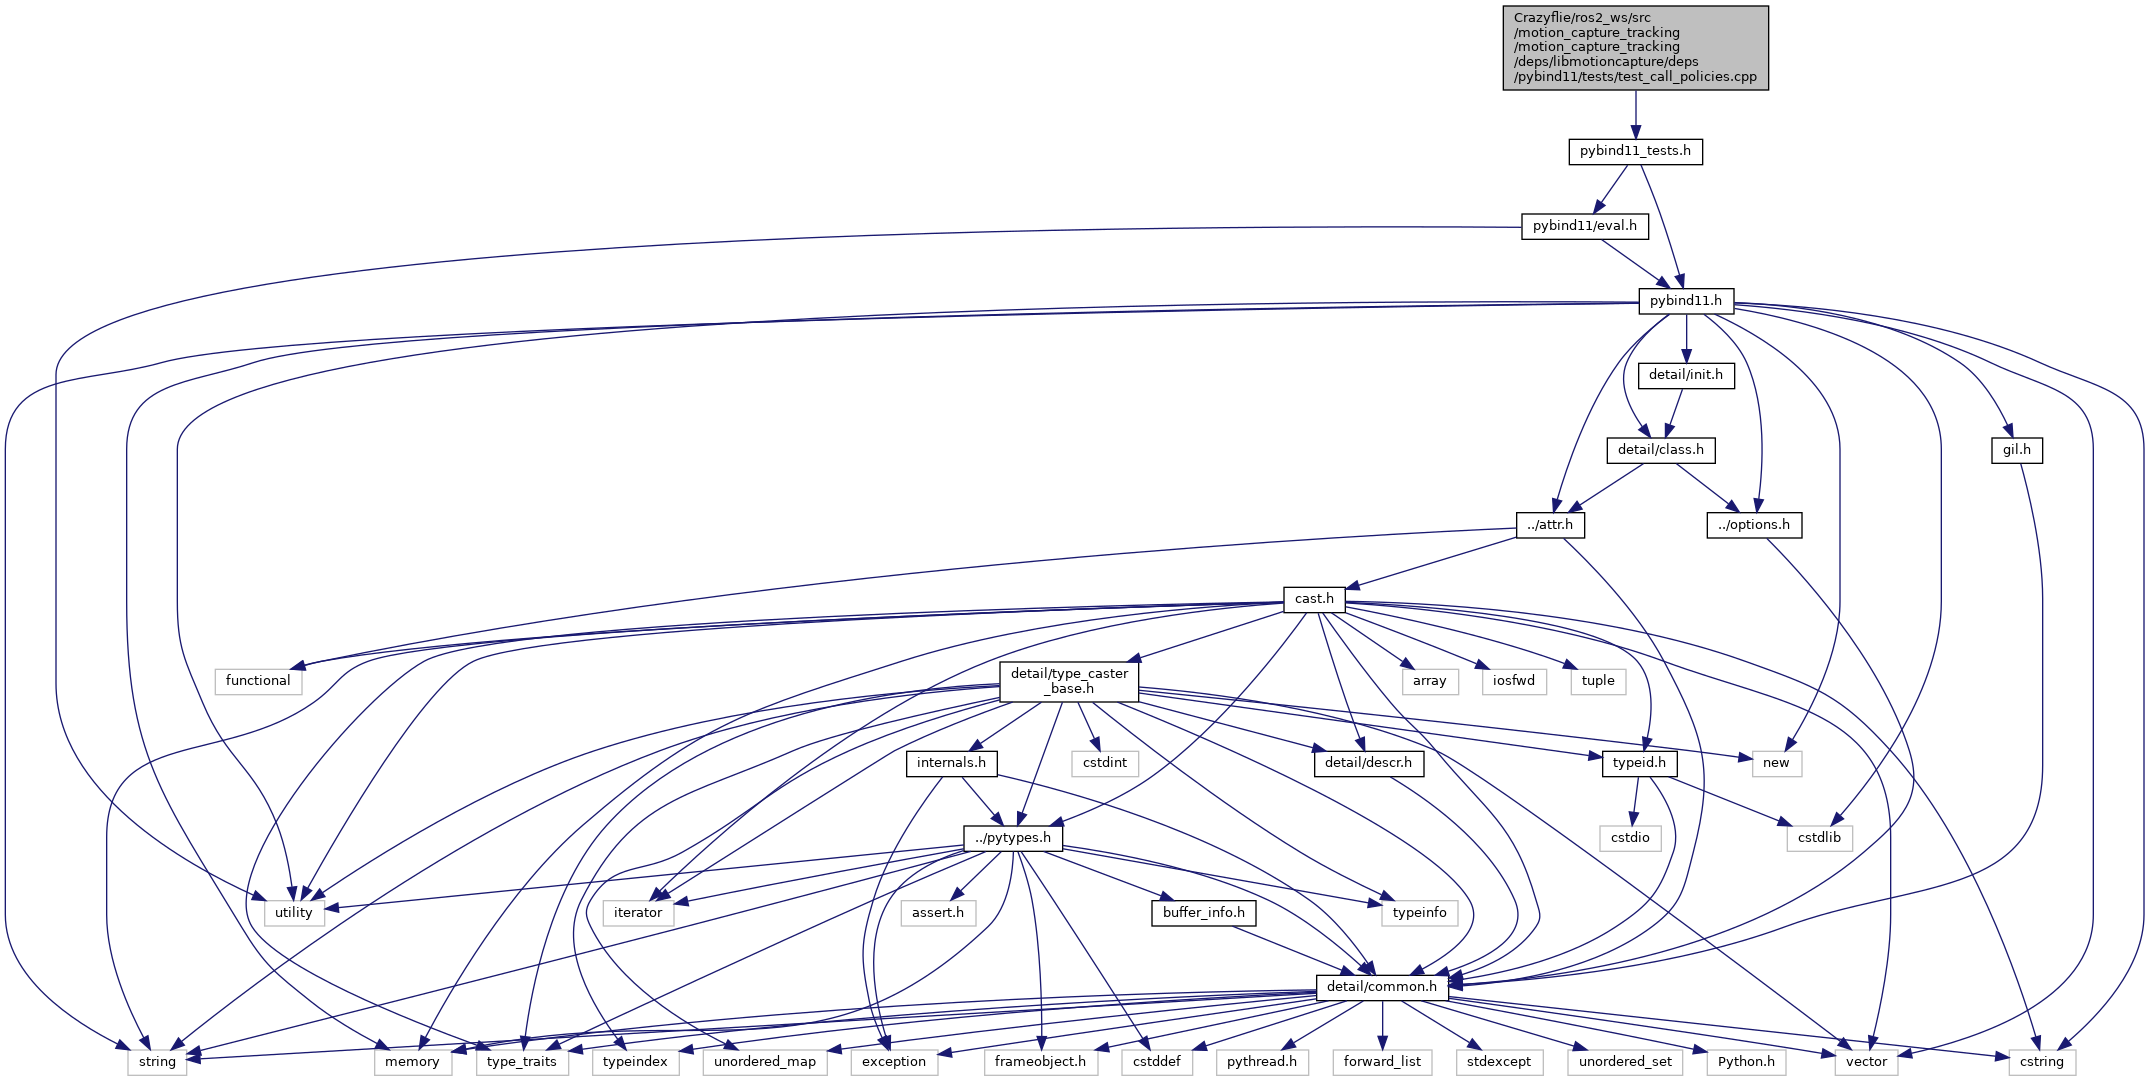 Crazyflie/ros2_ws/src
/motion_capture_tracking
/motion_capture_tracking
/deps/libmotioncapture/deps
/pybind11/tests/test_call_policies.cpp
pybind11_tests.h
pybind11/eval.h
pybind11.h
detail/init.h
detail/class.h
gil.h
../attr.h
../options.h
cast.h
functional
detail/type_caster
_base.h
array
iosfwd
tuple
internals.h
cstdint
detail/descr.h
typeid.h
new
../pytypes.h
cstdio
cstdlib
utility
iterator
assert.h
buffer_info.h
typeinfo
detail/common.h
string
memory
type_traits
typeindex
unordered_map
exception
frameobject.h
cstddef
pythread.h
forward_list
stdexcept
unordered_set
Python.h
vector
cstring